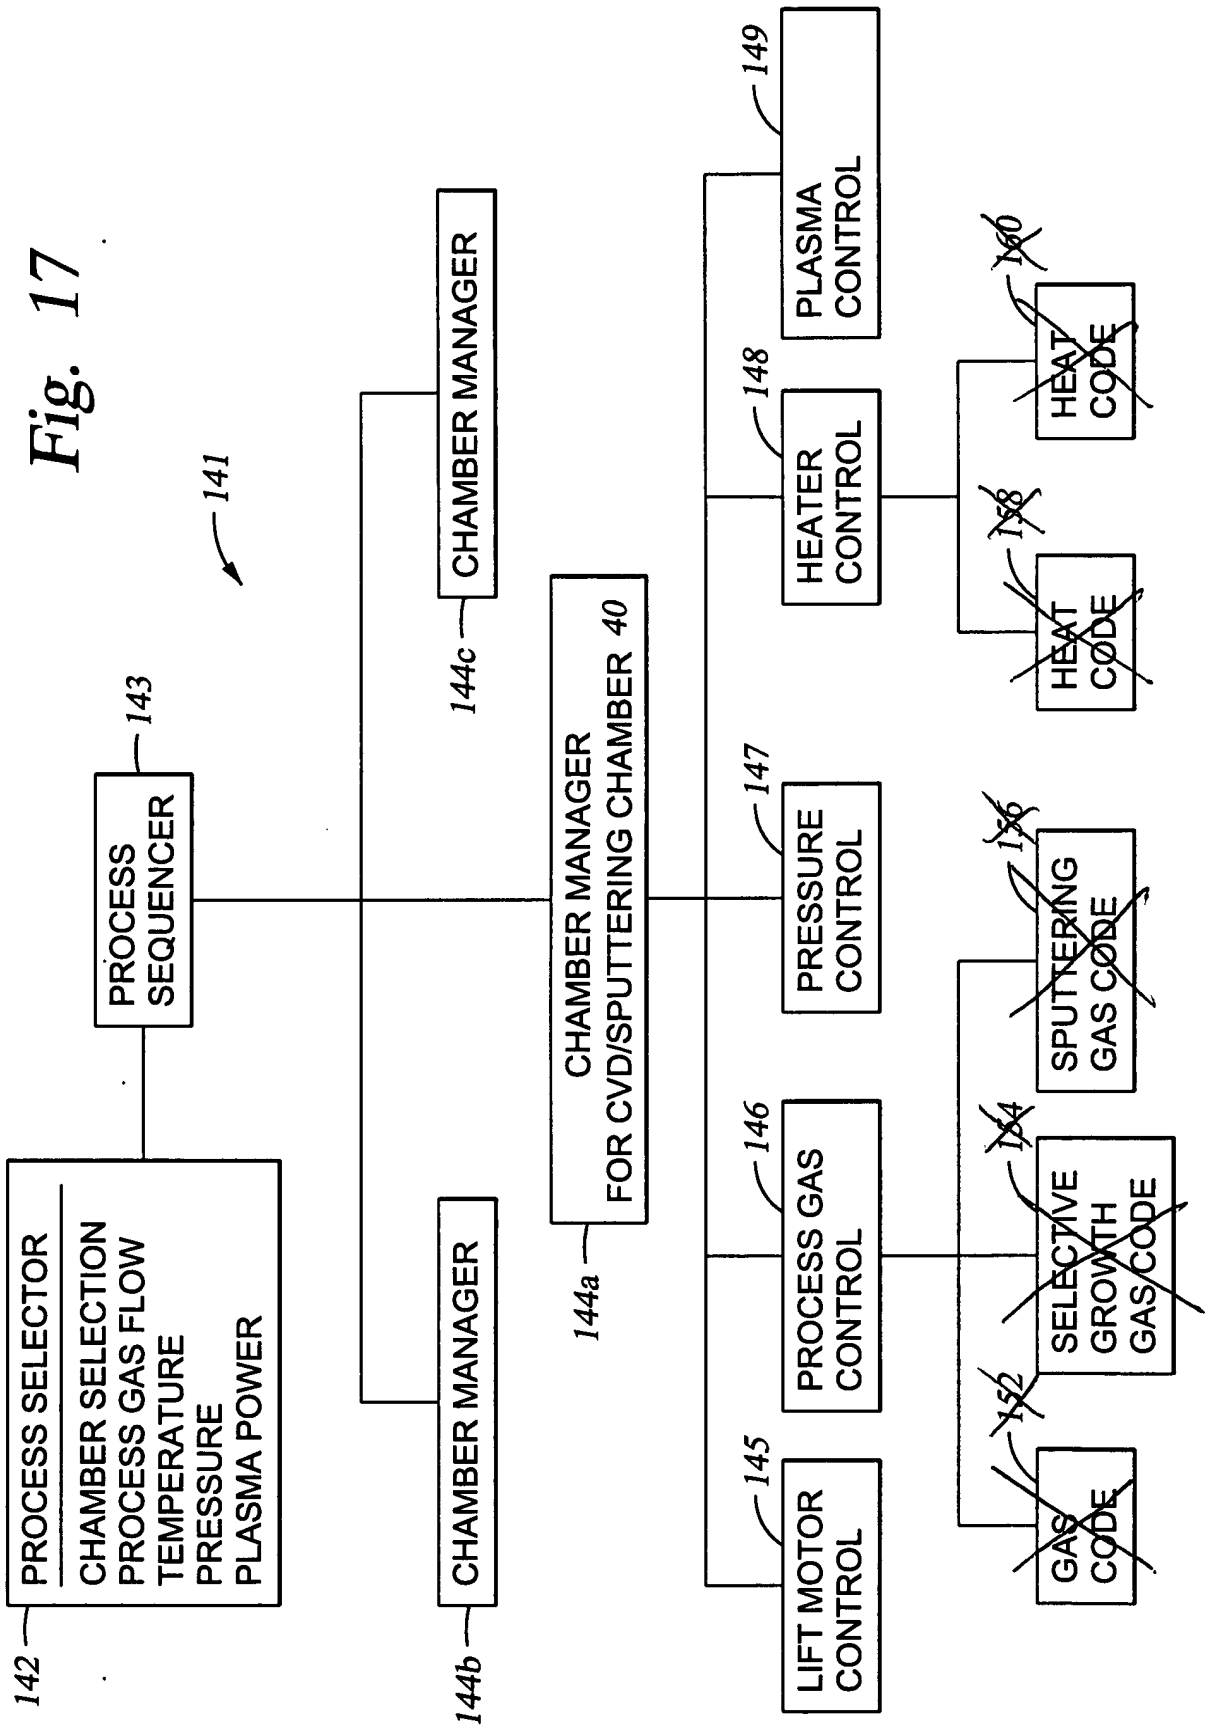 Fig. 17
141
142
PROCESS SELECTOR
CHAMBER SELECTION
PROCESS GAS FLOW
TEMPERATURE
PRESSURE
PLASMA POWER
143
PROCESS
SEQUENCER
144b
CHAMBER MANAGER
144c
CHAMBER MANAGER
144a
CHAMBER MANAGER
FOR CVD/SPUTTERING CHAMBER 40
145
LIFT MOTOR
CONTROL
146
PROCESS GAS
CONTROL
147
PRESSURE
CONTROL
148
HEATER
CONTROL
149
PLASMA
CONTROL
152
GAS
CODE
154
SELECTIVE
GROWTH
GAS CODE
156
SPUTTERING
GAS CODE
158
HEAT
CODE
160
HEAT
CODE